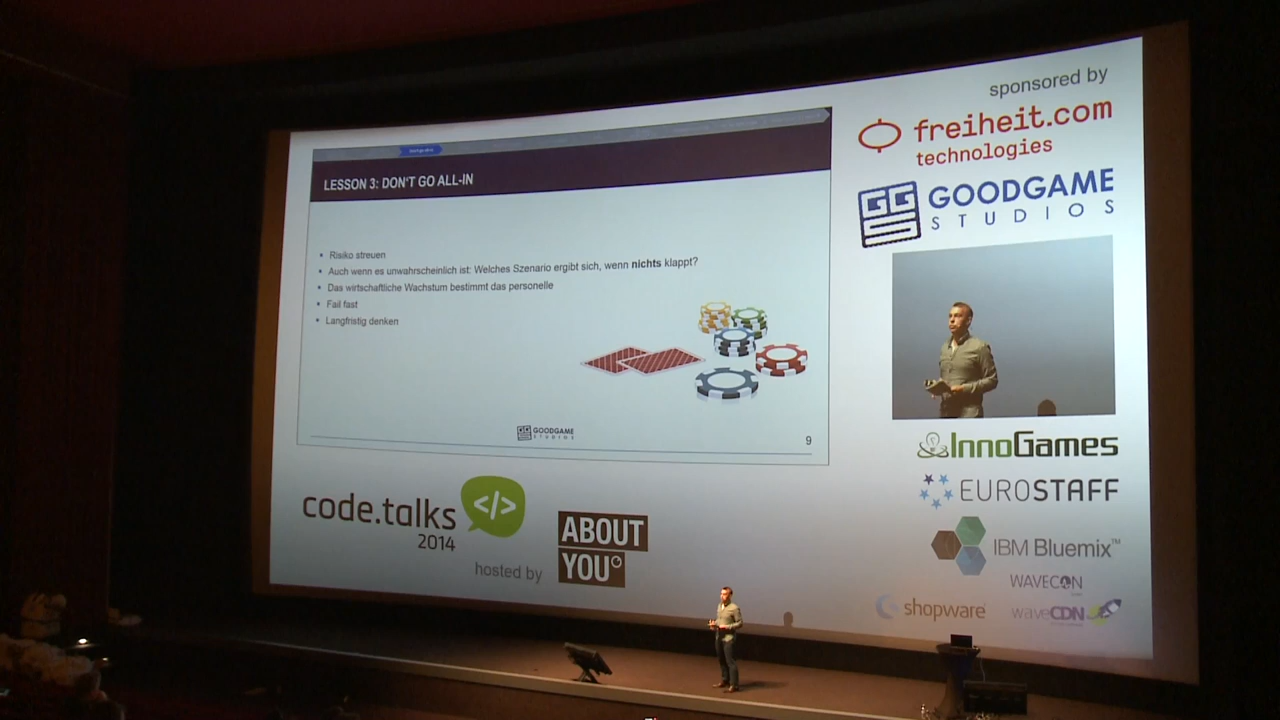 sponsored by
freiheit.com
technologies
GOODGAME
STUDIOS
LESSON 3: DON'T GO ALL-IN
• Risiko streuen
• Auch wenn es unwahrscheinlich ist: Welches Szenario ergibt sich, wenn nichts klappt?
• Das wirtschaftliche Wachstum bestimmt das personelle
• Fail fast
• Langfristig denken
GOODGAME
STUDIOS
9
InnoGames
EUROSTAFF
IBM Bluemix™
WAVECON
shopware
waveCDN
code.talks
</>
2014
hosted by
ABOUT
YOU